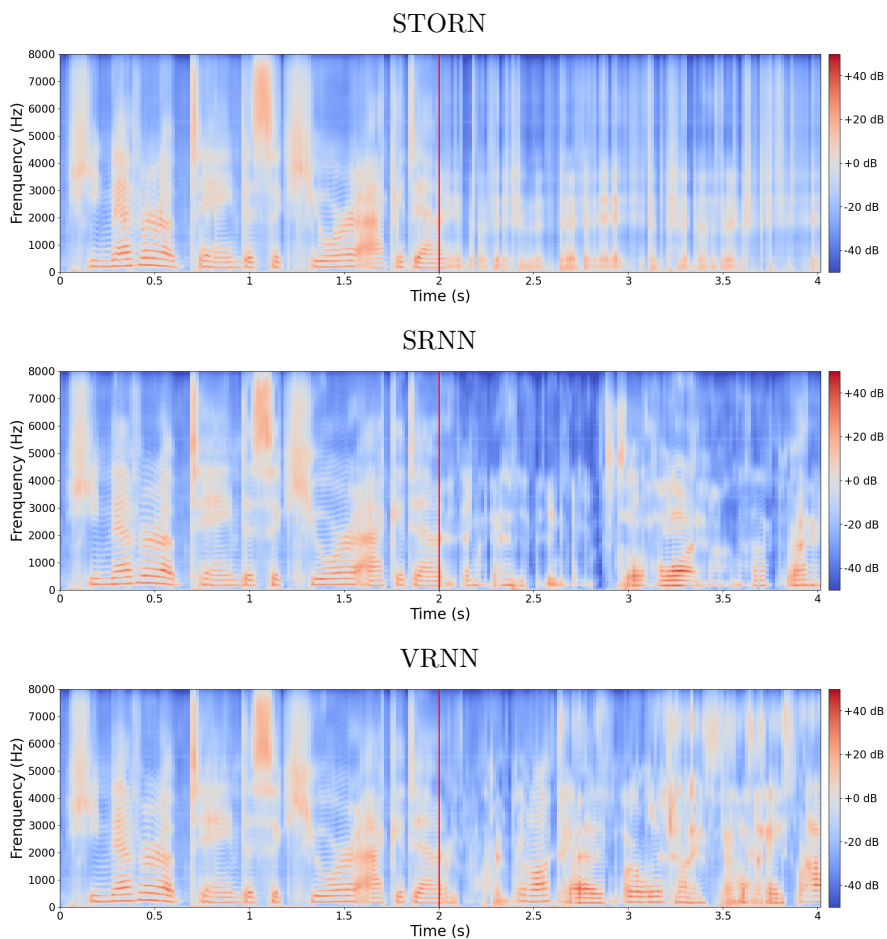 STORN
8000
7000
6000
5000
4000
3000
2000
1000
0
Frenquency (Hz)
0 0.5 1 1.5 2 2.5 3 3.5 4
Time (s)
+40 dB
+20 dB
+0 dB
-20 dB
-40 dB
SRNN
8000
7000
6000
5000
4000
3000
2000
1000
0
Frenquency (Hz)
0 0.5 1 1.5 2 2.5 3 3.5 4
Time (s)
+40 dB
+20 dB
+0 dB
-20 dB
-40 dB
VRNN
8000
7000
6000
5000
4000
3000
2000
1000
0
Frenquency (Hz)
0 0.5 1 1.5 2 2.5 3 3.5 4
Time (s)
+40 dB
+20 dB
+0 dB
-20 dB
-40 dB